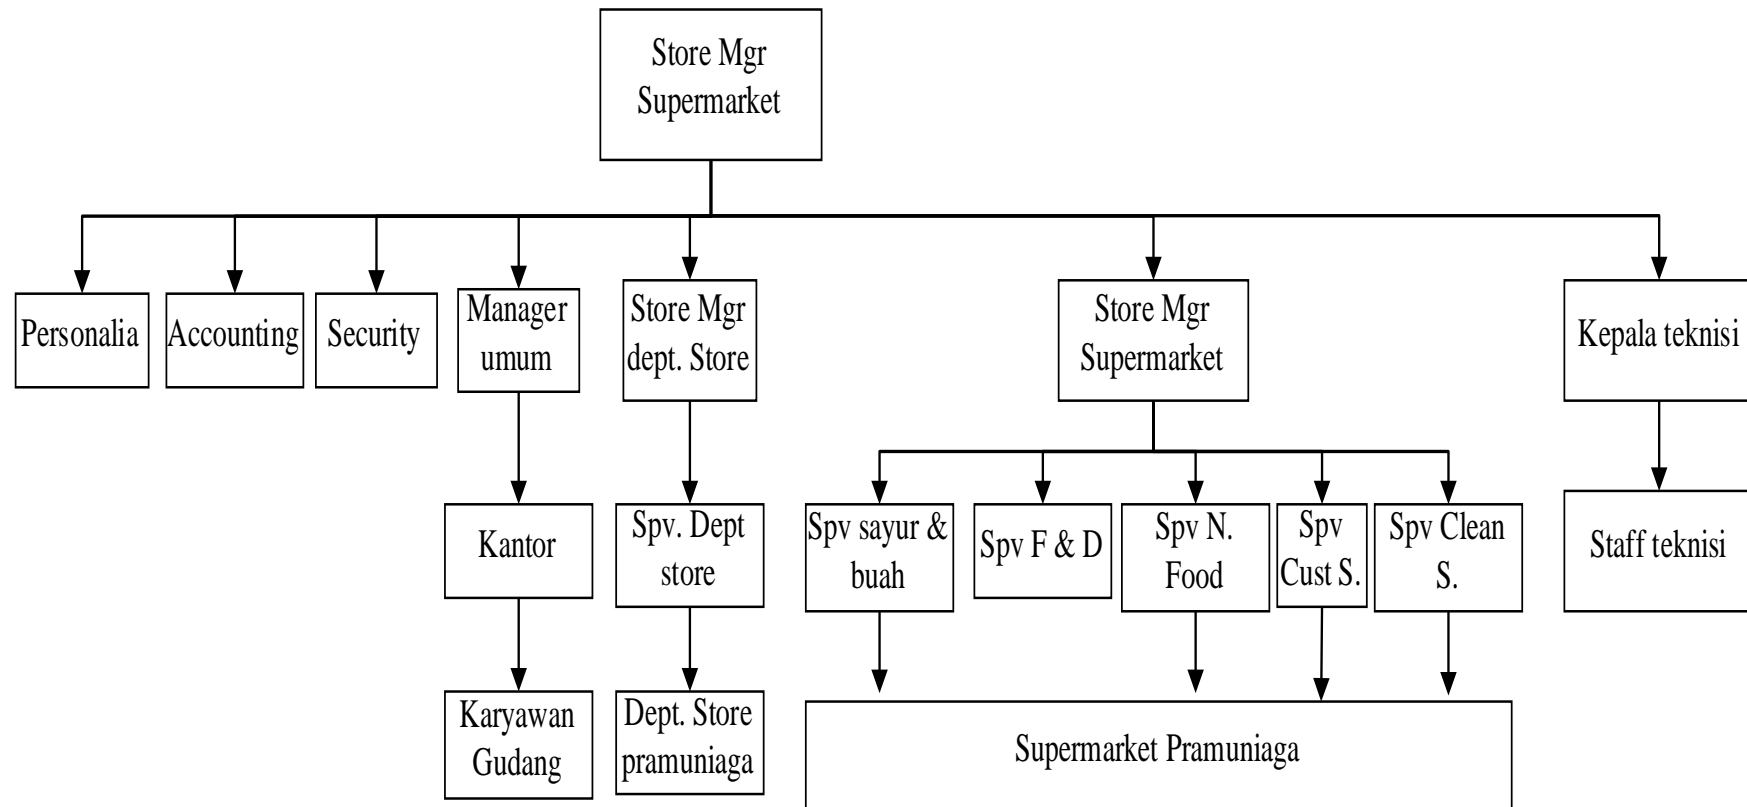 Store Mgr
Supermarket
Personalia
Accounting
Security
Manager
umum
Store Mgr
dept. Store
Store Mgr
Supermarket
Kepala teknisi
Kantor
Spv. Dept
store
Spv sayur &
buah
Spv F & D
Spv N.
Food
Spv
Cust S.
Spv Clean
S.
Staff teknisi
Karyawan
Gudang
Dept. Store
pramuniaga
Supermarket Pramuniaga